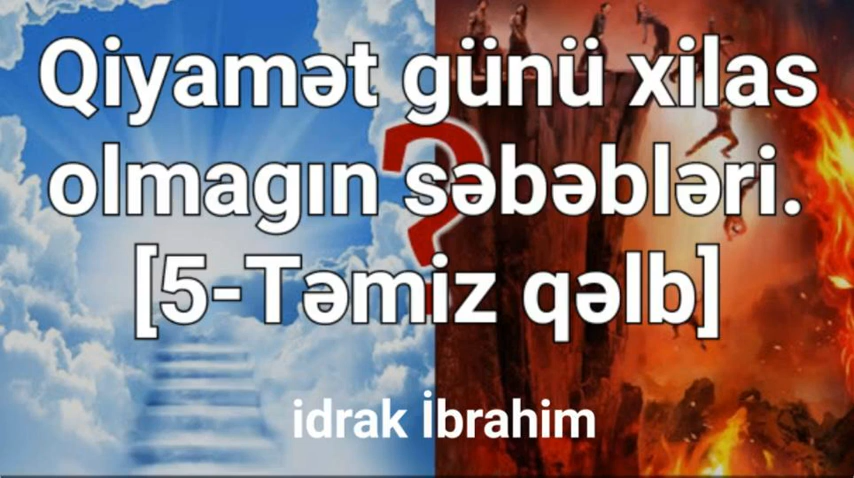 Qiyamət günü xilas
olmagın səbəbləri.
[5-Təmiz qəlb]
idrak İbrahim